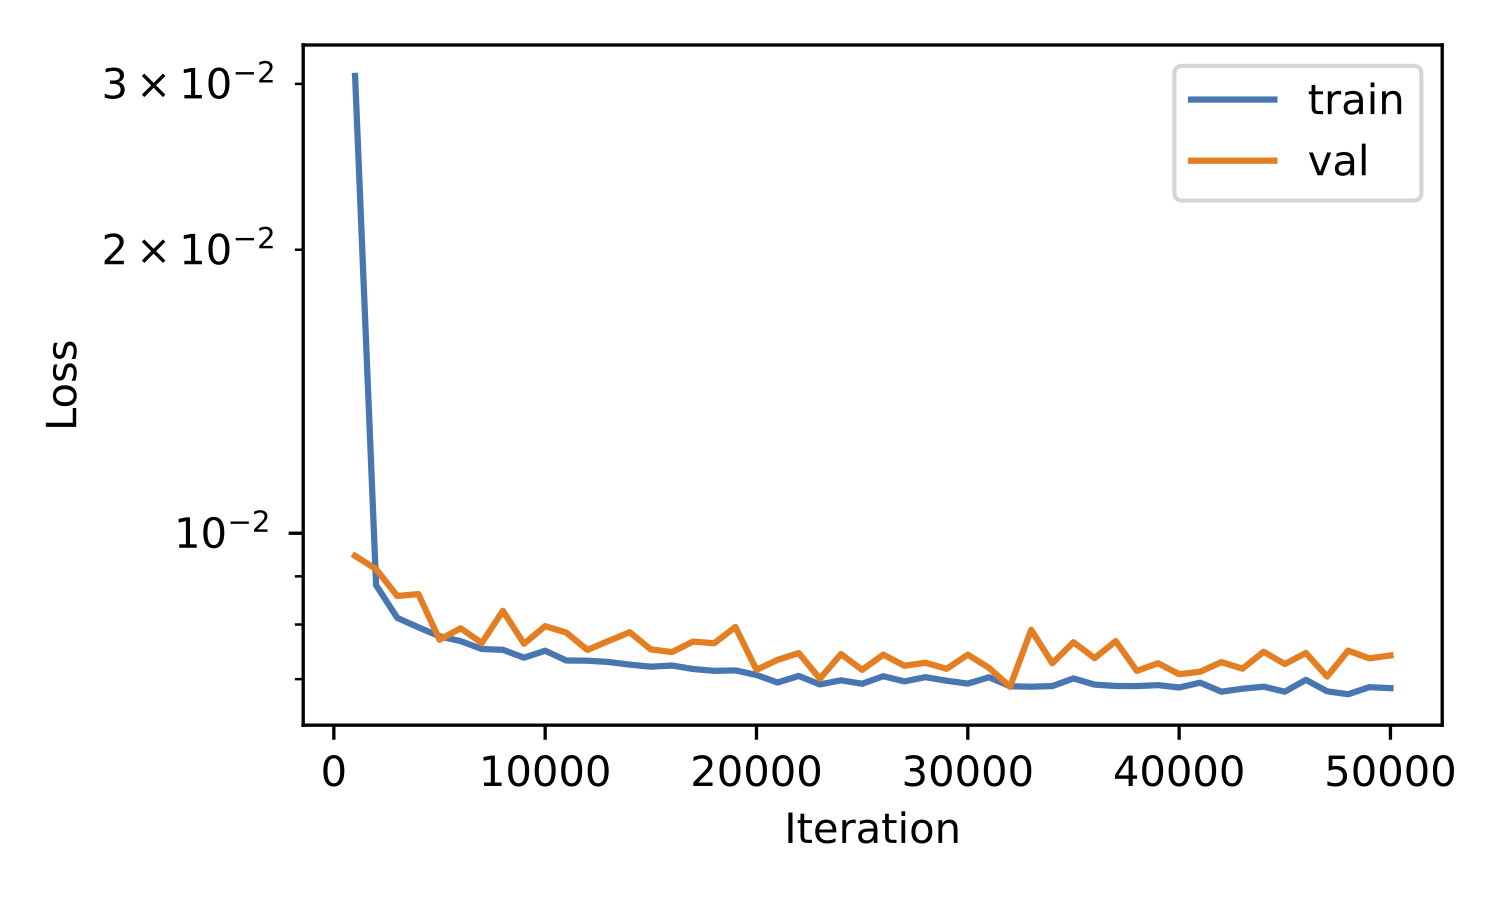 3 × 10⁻²
2 × 10⁻²
10⁻²
Loss
train
val
0 10000 20000 30000 40000 50000
Iteration